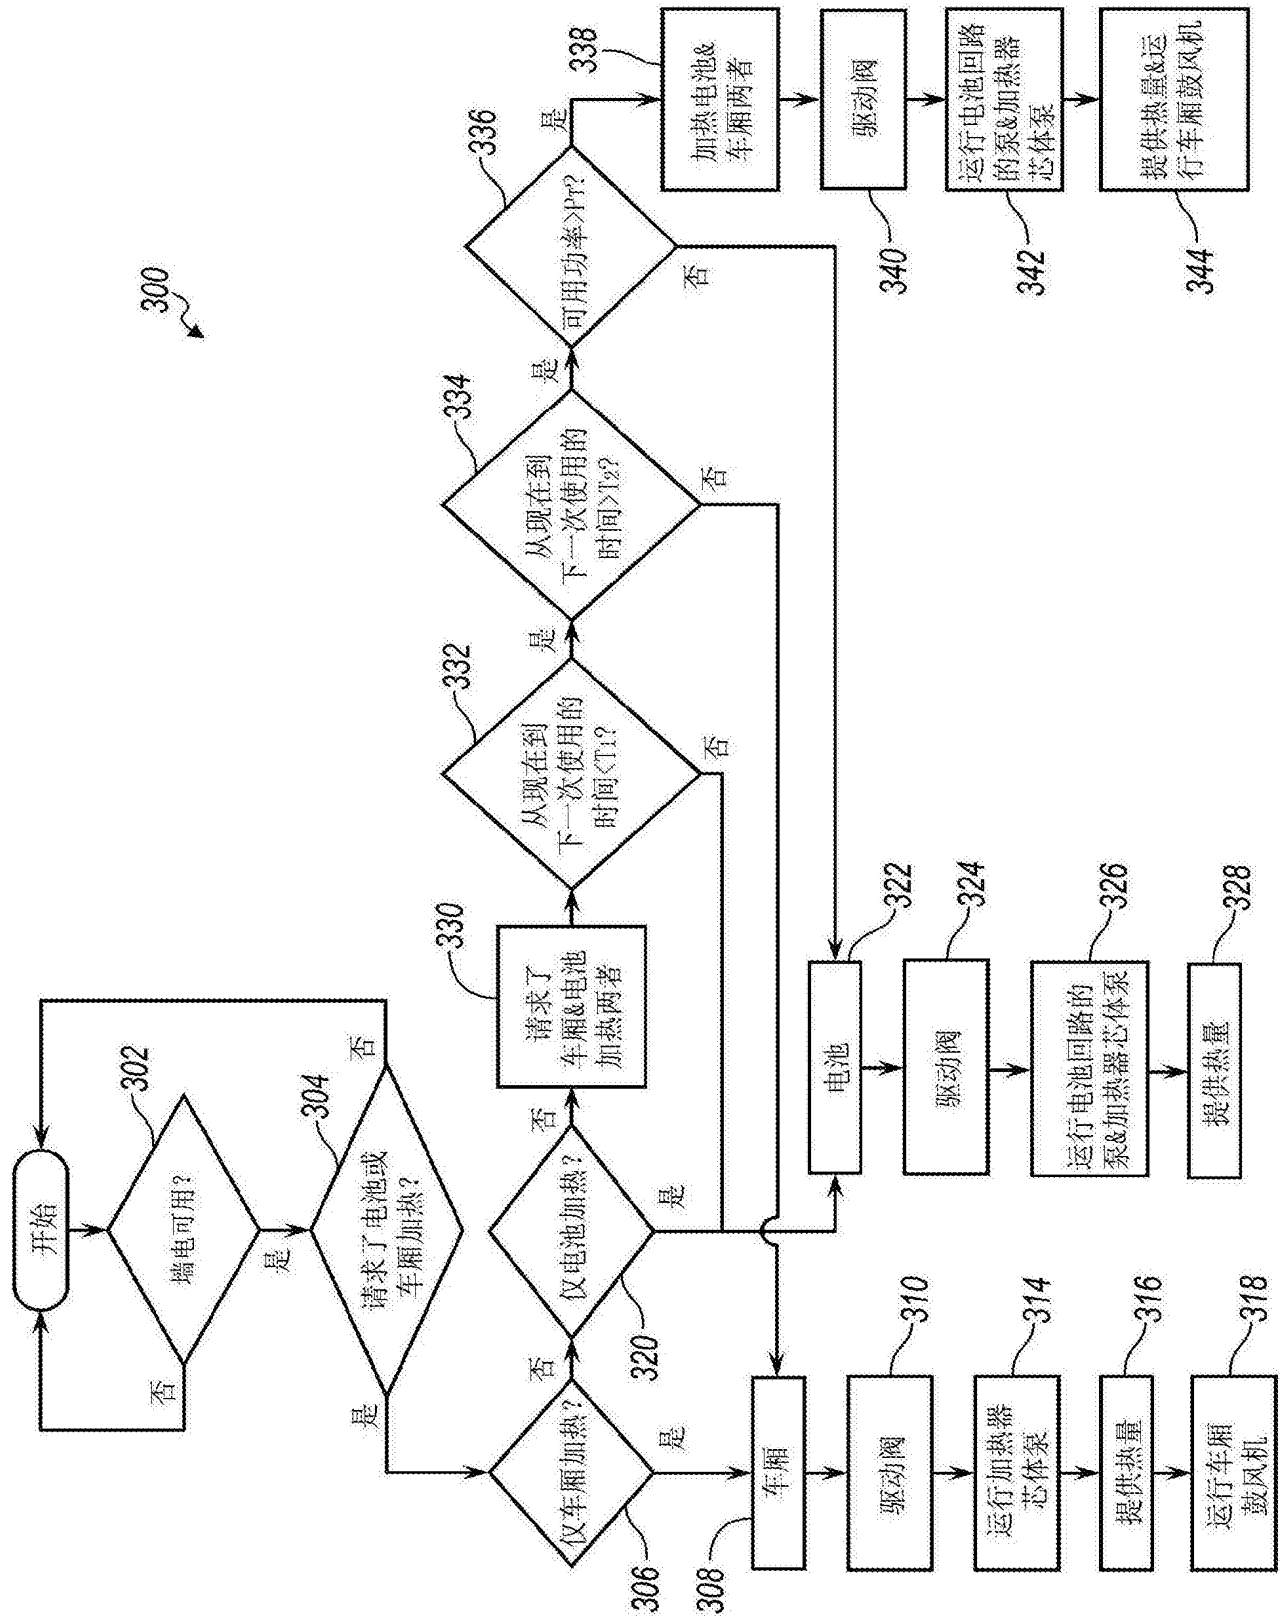 300
开始
302
墙电可用?
否
是
304
请求了电池或
车厢加热?
否
是
306
仅车厢加热?
否
是
308
车厢
310
驱动阀
314
运行加热器
芯体泵
316
提供热量
318
运行车厢
鼓风机
320
仅电池加热?
否
是
322
电池
324
驱动阀
326
运行电池回路的
泵&加热器芯体泵
328
提供热量
330
请求了
车厢&电池
加热两者
332
从现在到
下一次使用的
时间<T1?
是
否
334
从现在到
下一次使用的
时间>T2?
是
否
336
可用功率>PT?
是
否
338
加热电池&
车厢两者
340
驱动阀
342
运行电池回路
的泵&加热器
芯体泵
344
提供热量&运
行车厢鼓风机